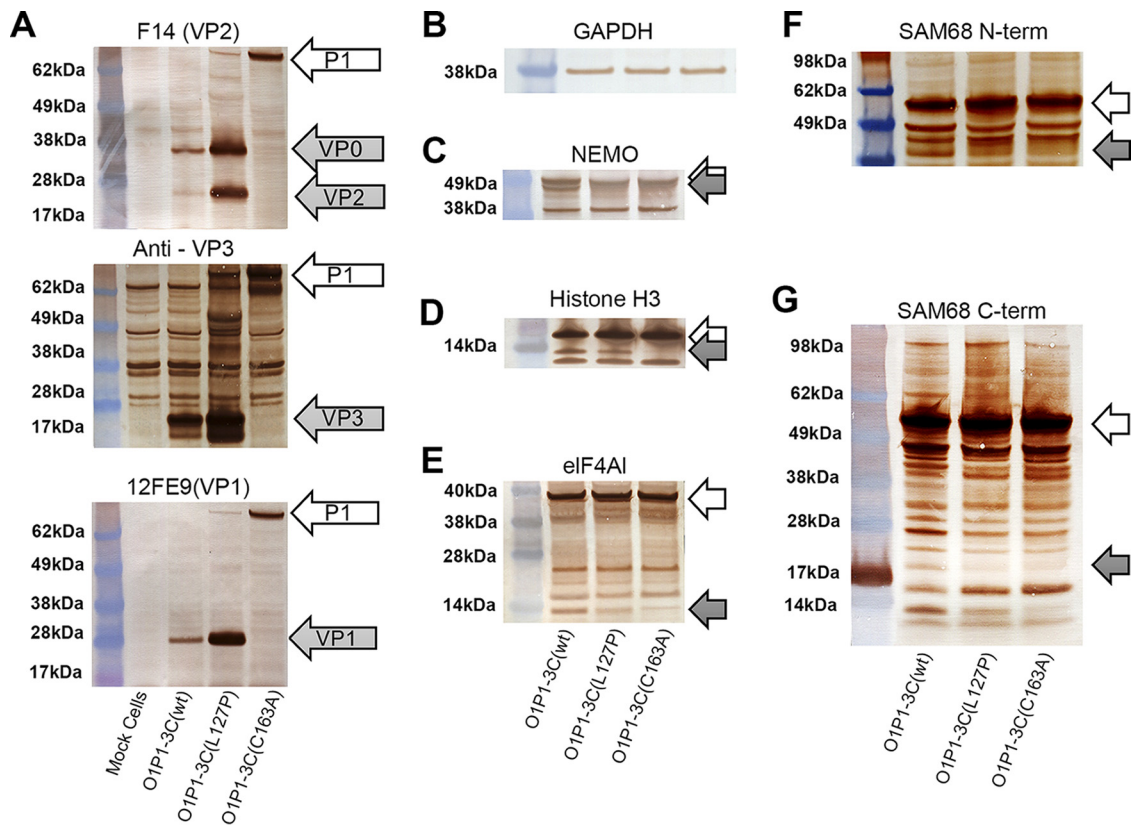 A
F14 (VP2)
62kDa
49kDa
38kDa
28kDa
17kDa
P1
VP0
VP2
Anti - VP3
62kDa
49kDa
38kDa
28kDa
17kDa
P1
VP3
12FE9(VP1)
62kDa
49kDa
38kDa
28kDa
17kDa
P1
VP1
Mock Cells
O1P1-3C(wt)
O1P1-3C(L127P)
O1P1-3C(C163A)
B
GAPDH
38kDa
C
NEMO
49kDa
38kDa
D
Histone H3
14kDa
E
eIF4AI
40kDa
38kDa
28kDa
14kDa
O1P1-3C(wt)
O1P1-3C(L127P)
O1P1-3C(C163A)
F
SAM68 N-term
98kDa
62kDa
49kDa
G
SAM68 C-term
98kDa
62kDa
49kDa
38kDa
28kDa
17kDa
14kDa
O1P1-3C(wt)
O1P1-3C(L127P)
O1P1-3C(C163A)